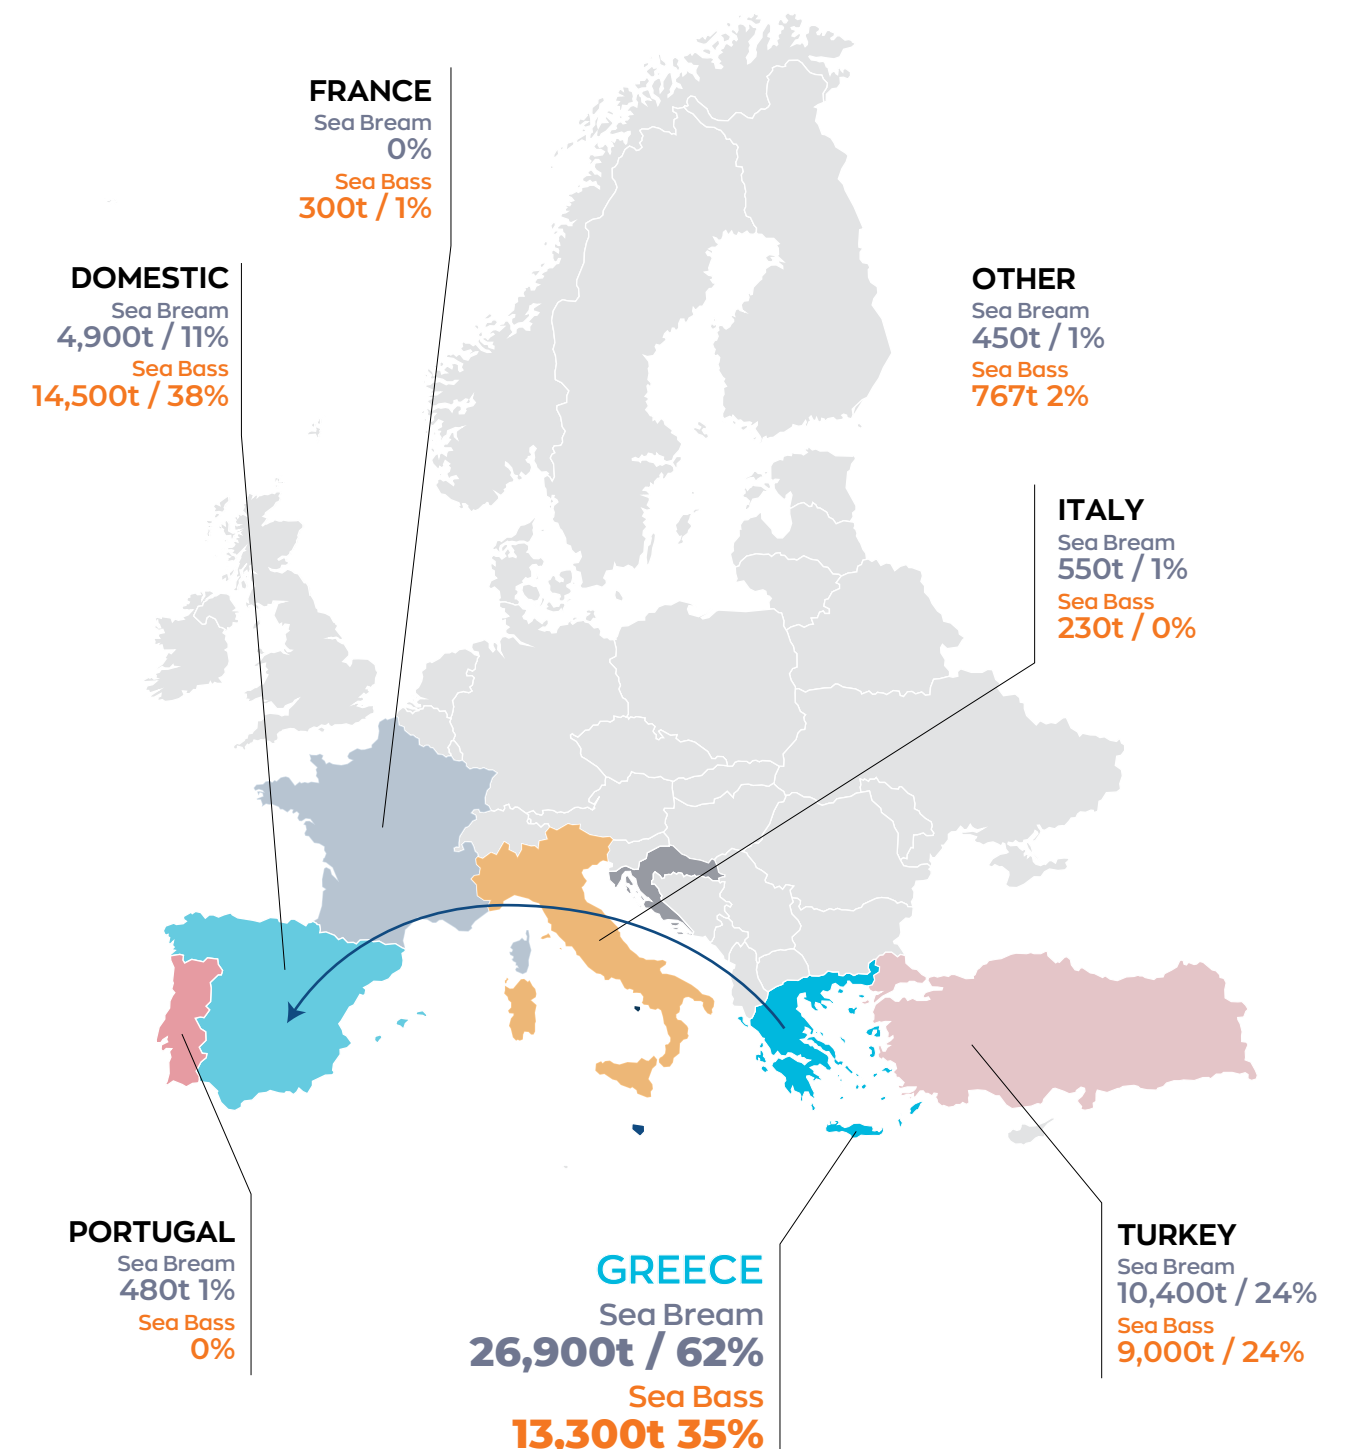 FRANCE
Sea Bream
0%
Sea Bass
300t / 1%
DOMESTIC
Sea Bream
4,900t / 11%
Sea Bass
14,500t / 38%
OTHER
Sea Bream
450t / 1%
Sea Bass
767t 2%
ITALY
Sea Bream
550t / 1%
Sea Bass
230t / 0%
PORTUGAL
Sea Bream
480t 1%
Sea Bass
0%
GREECE
Sea Bream
26,900t / 62%
Sea Bass
13,300t 35%
TURKEY
Sea Bream
10,400t / 24%
Sea Bass
9,000t / 24%